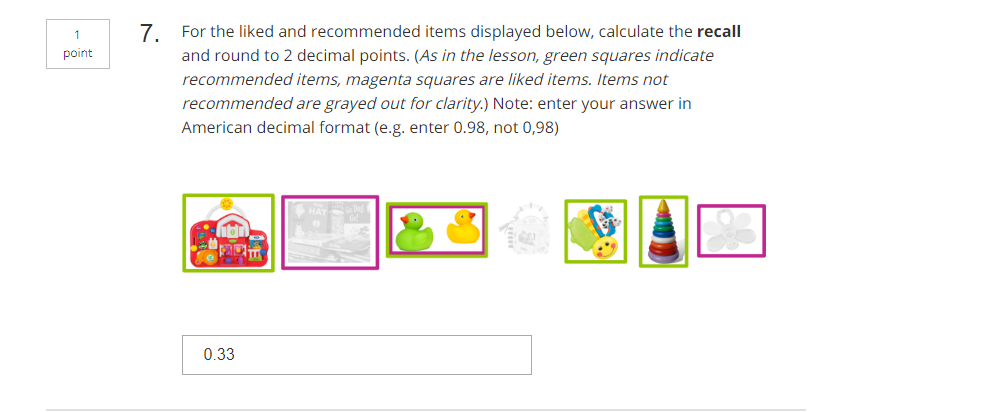 1
point
7.
For the liked and recommended items displayed below, calculate the recall
and round to 2 decimal points. (As in the lesson, green squares indicate
recommended items, magenta squares are liked items. Items not
recommended are grayed out for clarity.) Note: enter your answer in
American decimal format (e.g. enter 0.98, not 0,98)
HAY
0.33